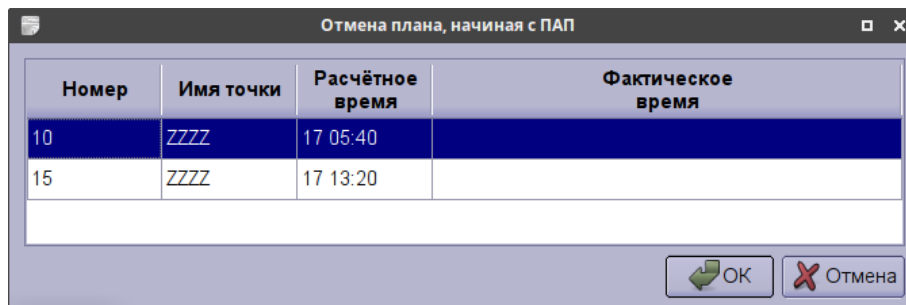 Отмена плана, начиная с ПАП
Номер Имя точки Расчётное время Фактическое время
10 ZZZZ 17 05:40
15 ZZZZ 17 13:20
ОК Отмена